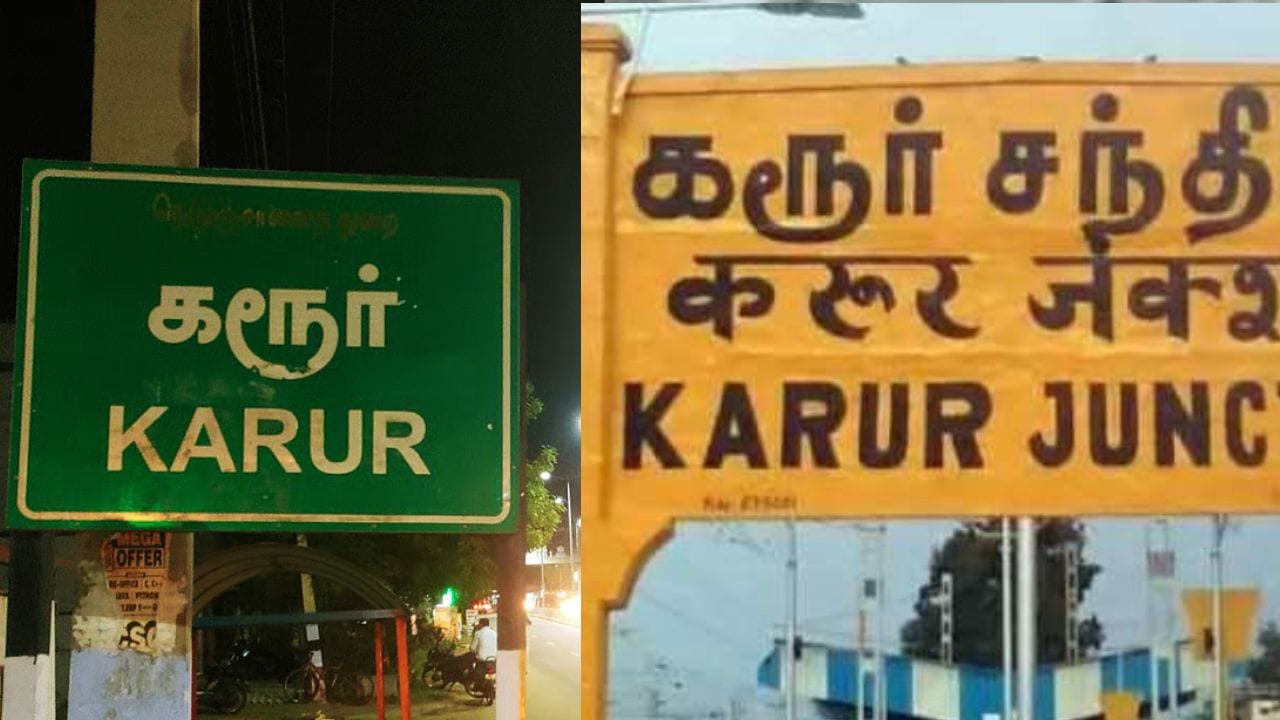 நெடுஞ்சாலைத் துறை
கரூர்
KARUR
MEGA
OFFER
கரூர் சந்தி
करूर जंक्श
KARUR JUNC